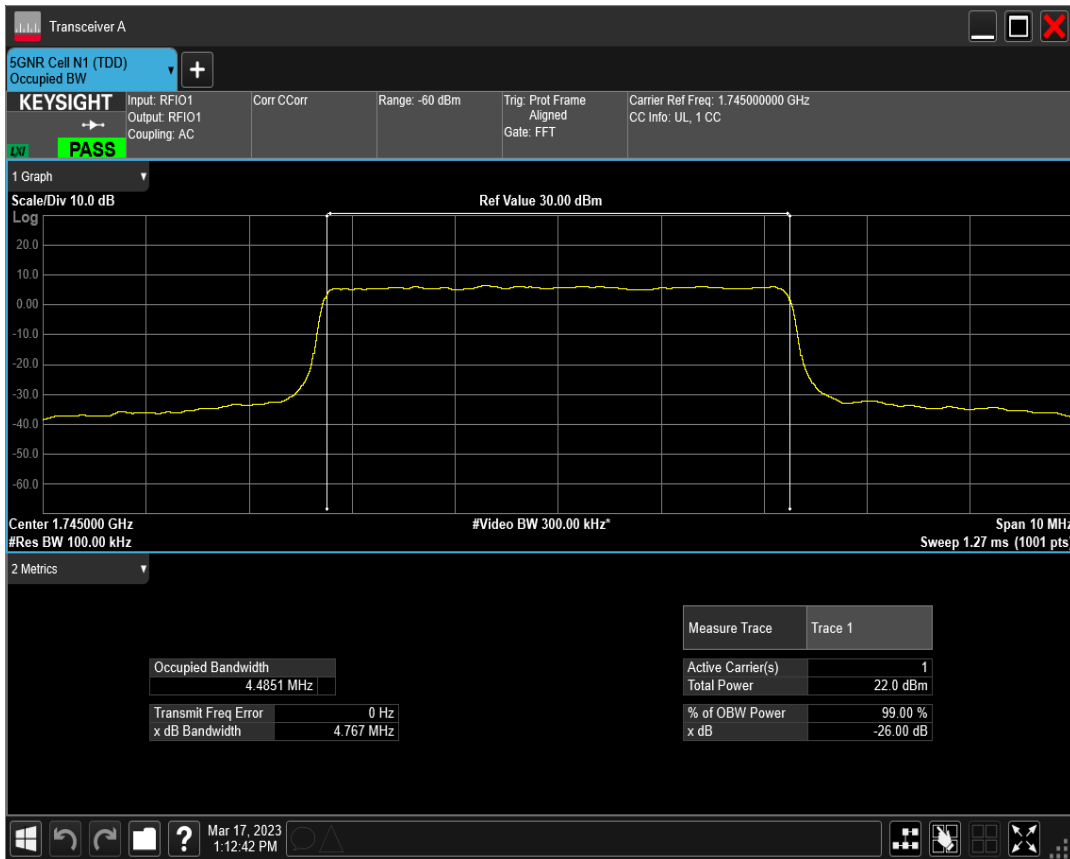 Transceiver A
5GNR Cell N1 (TDD)
Occupied BW
KEYSIGHT
LXI
PASS
Input: RFIO1
Output: RFIO1
Coupling: AC
Corr CCorr
Range: -60 dBm
Trig: Prot Frame
Aligned
Gate: FFT
Carrier Ref Freq: 1.745000000 GHz
CC Info: UL, 1 CC
1 Graph
Scale/Div 10.0 dB
Ref Value 30.00 dBm
Log
20.0
10.0
0.00
-10.0
-20.0
-30.0
-40.0
-50.0
-60.0
Center 1.745000 GHz
#Video BW 300.00 kHz*
Span 10 MHz
#Res BW 100.00 kHz
Sweep 1.27 ms (1001 pts)
2 Metrics
Measure Trace Trace 1
Occupied Bandwidth
4.4851 MHz
Active Carrier(s) 1
Total Power 22.0 dBm
Transmit Freq Error 0 Hz
x dB Bandwidth 4.767 MHz
% of OBW Power 99.00 %
x dB -26.00 dB
?
Mar 17, 2023
1:12:42 PM